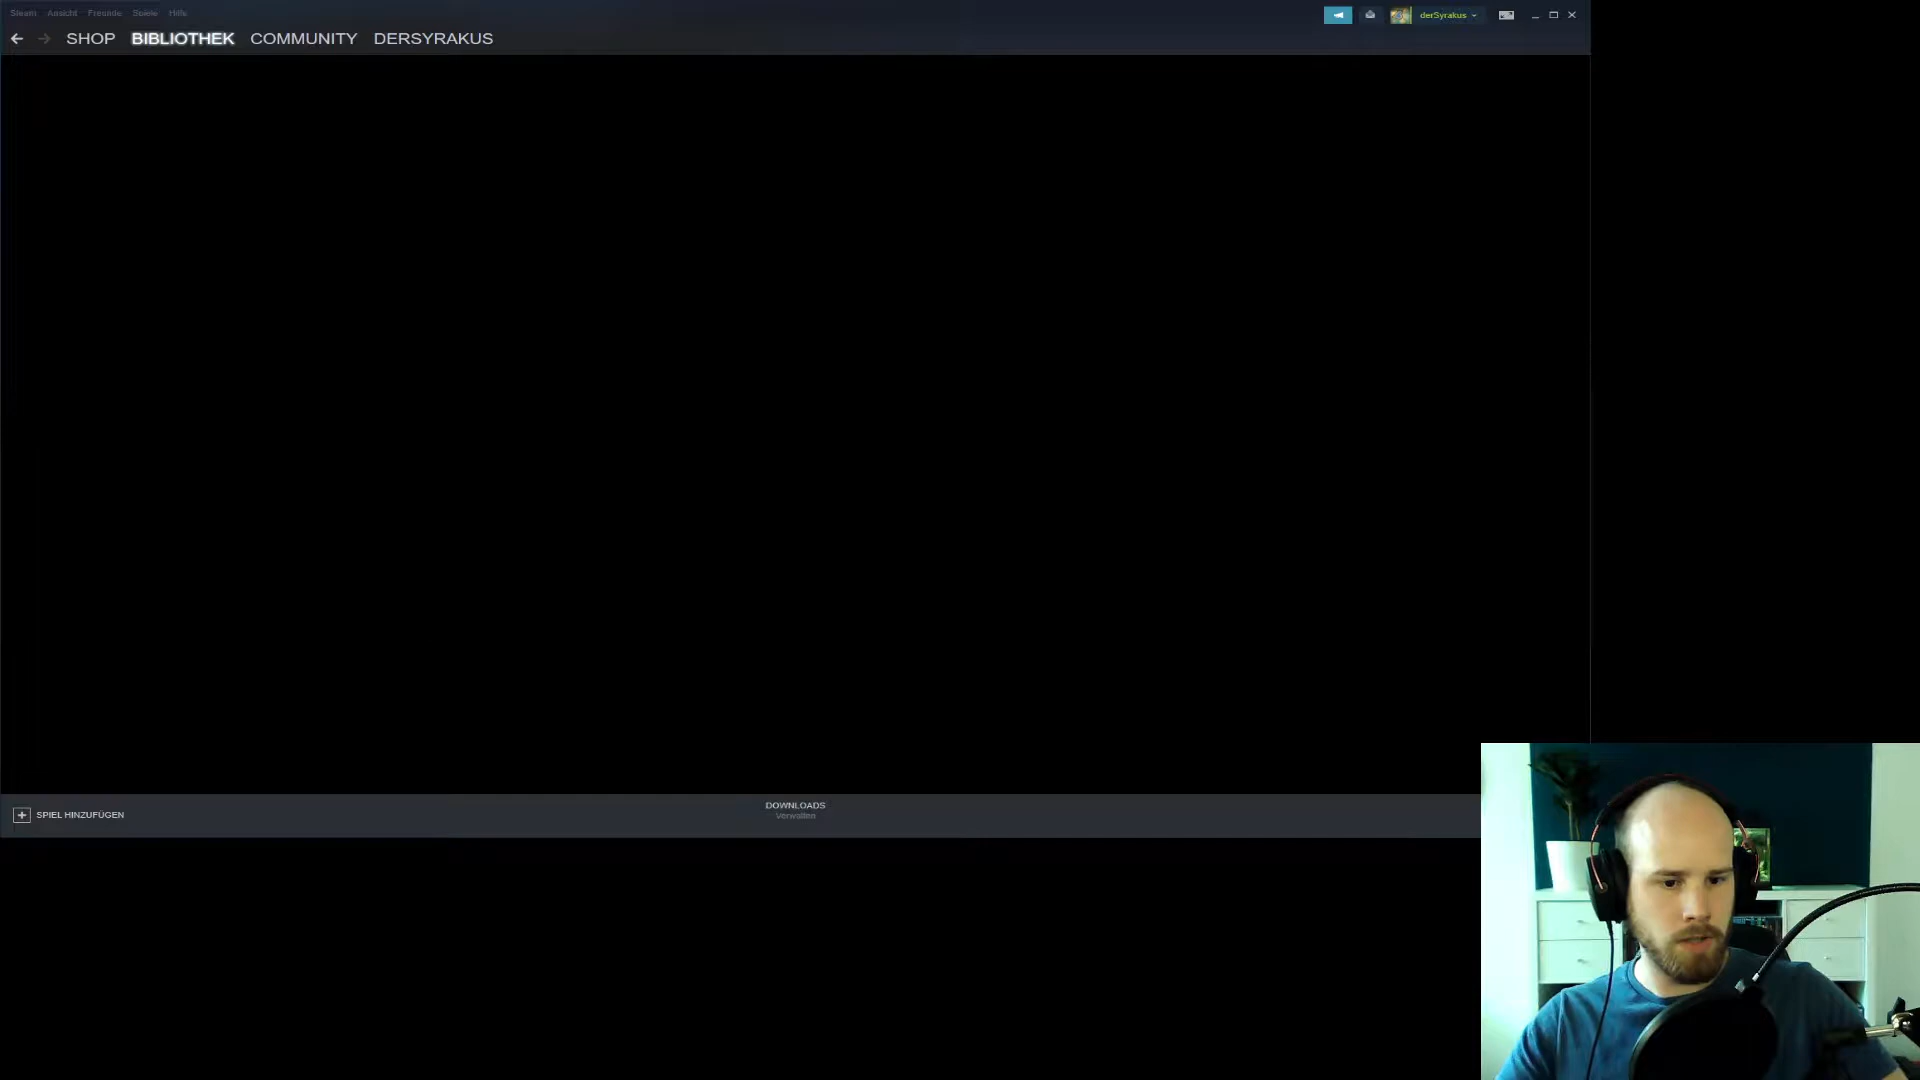 Steam Ansicht Freunde Spiele Hilfe
derSyrakus
SHOP BIBLIOTHEK COMMUNITY DERSYRAKUS
SPIEL HINZUFÜGEN
DOWNLOADS
Verwalten